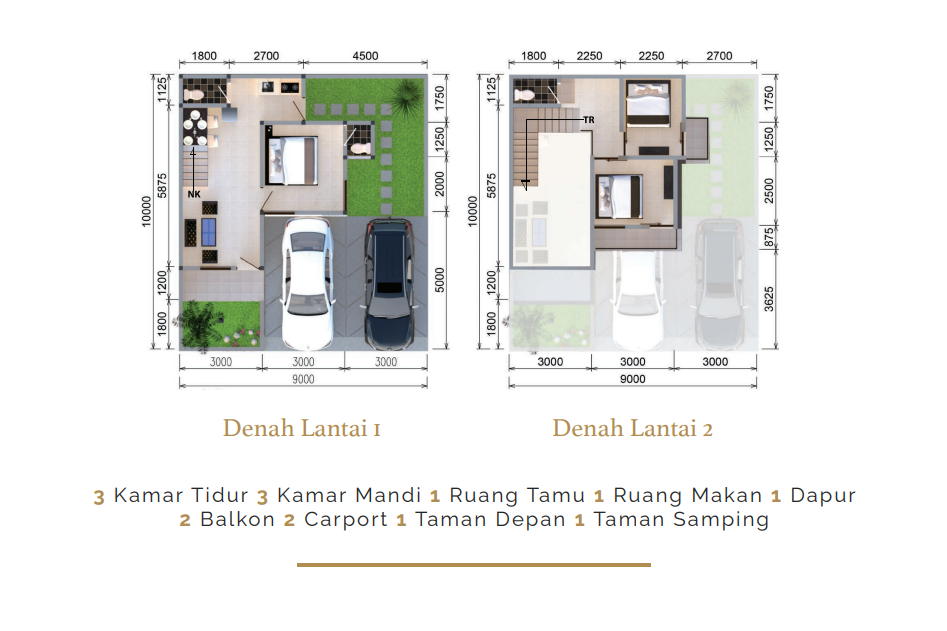 1800 2700 4500
1800 2250 2250 2700
1125
5875
10000
1200
1800
1750
1250
2000
5000
NK
3000 3000 3000
9000
1125
5875
10000
1200
1800
1750
1250
2500
875
3625
TR
3000 3000 3000
9000
Denah Lantai 1
Denah Lantai 2
3 Kamar Tidur 3 Kamar Mandi 1 Ruang Tamu 1 Ruang Makan 1 Dapur
2 Balkon 2 Carport 1 Taman Depan 1 Taman Samping